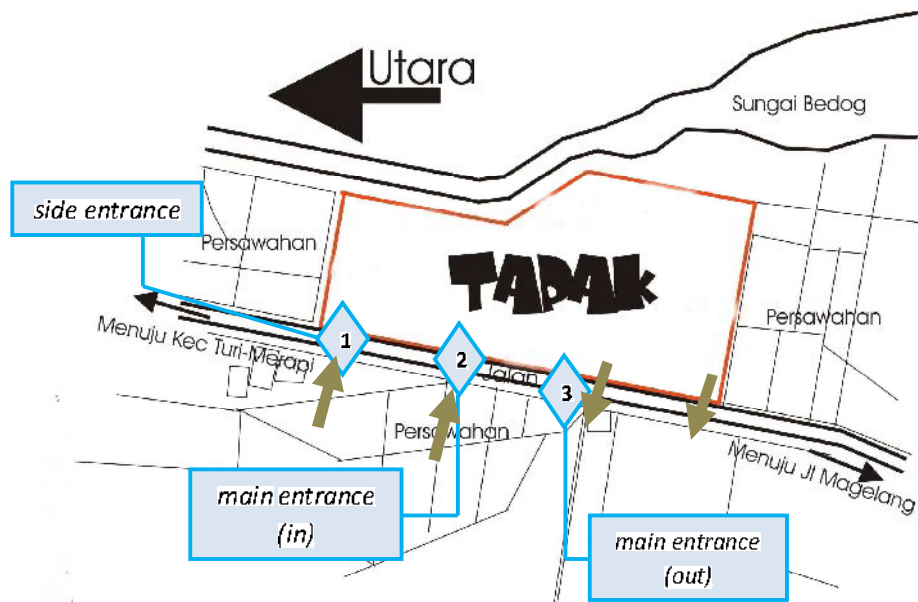 Utara
Sungai Bedog
side entrance
Persawahan
TAPAK
Persawahan
Menuju Kec Turi-Merapi
1
2
Jalan
3
Persawahan
Menuju Jl Magelang
main entrance
(in)
main entrance
(out)